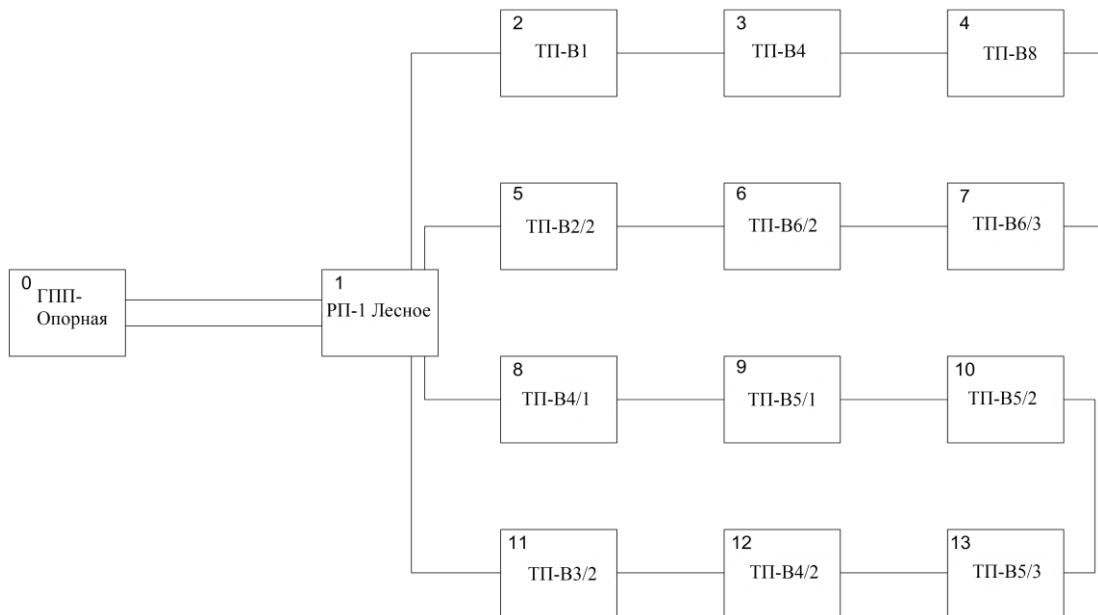 2
ТП-В1
3
ТП-В4
4
ТП-В8
5
ТП-В2/2
6
ТП-В6/2
7
ТП-В6/3
0
ГПП-
Опорная
1
РП-1 Лесное
8
ТП-В4/1
9
ТП-В5/1
10
ТП-В5/2
11
ТП-В3/2
12
ТП-В4/2
13
ТП-В5/3